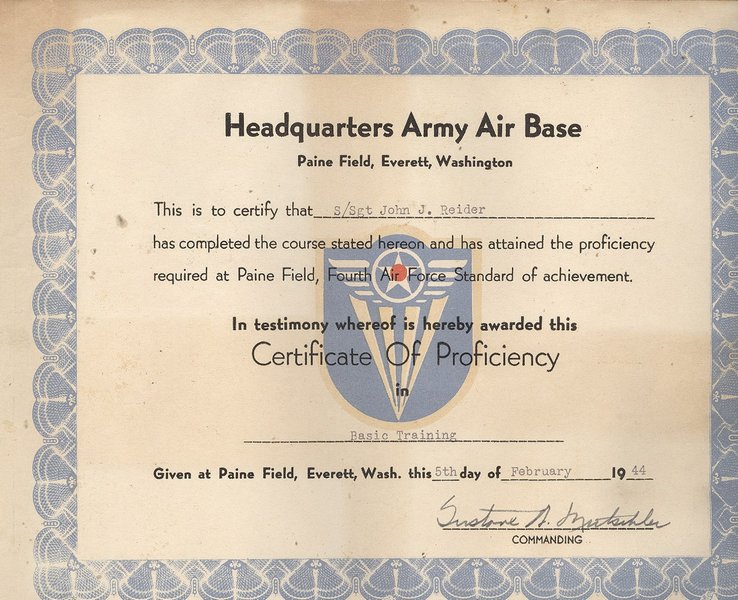 Headquarters Army Air Base
Paine Field, Everett, Washington
This is to certify that S/Sgt John J. Reider
has completed the course stated hereon and has attained the proficiency
required at Paine Field, Fourth Air Force Standard of achievement.
In testimony whereof is hereby awarded this
Certificate Of Proficiency
in
Basic Training
Given at Paine Field, Everett, Wash. this 5th day of February 1944
Gustave A. Mutschler
COMMANDING